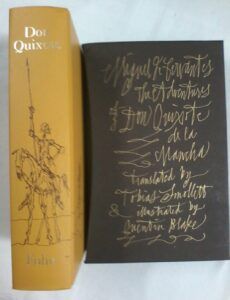 Don
Quixote
Folio
Miguel de Cervantes
The Adventures
of Don Quixote
de la
Mancha
translated by
Tobias Smollett
& illustrated by
Quentin Blake